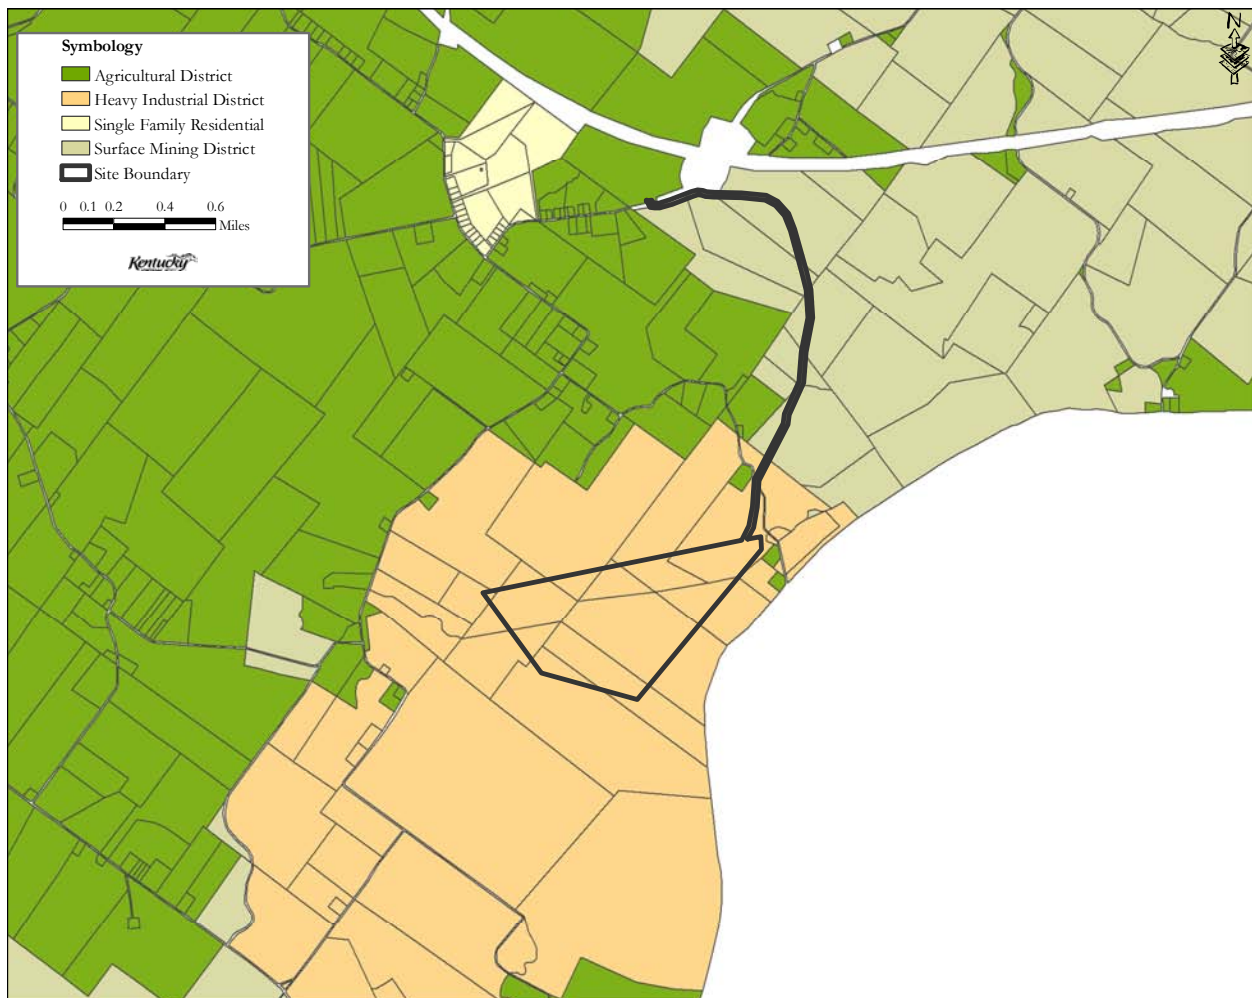 Symbology
Agricultural District
Heavy Industrial District
Single Family Residential
Surface Mining District
Site Boundary
0 0.1 0.2 0.4 0.6
Miles
Kentucky
N